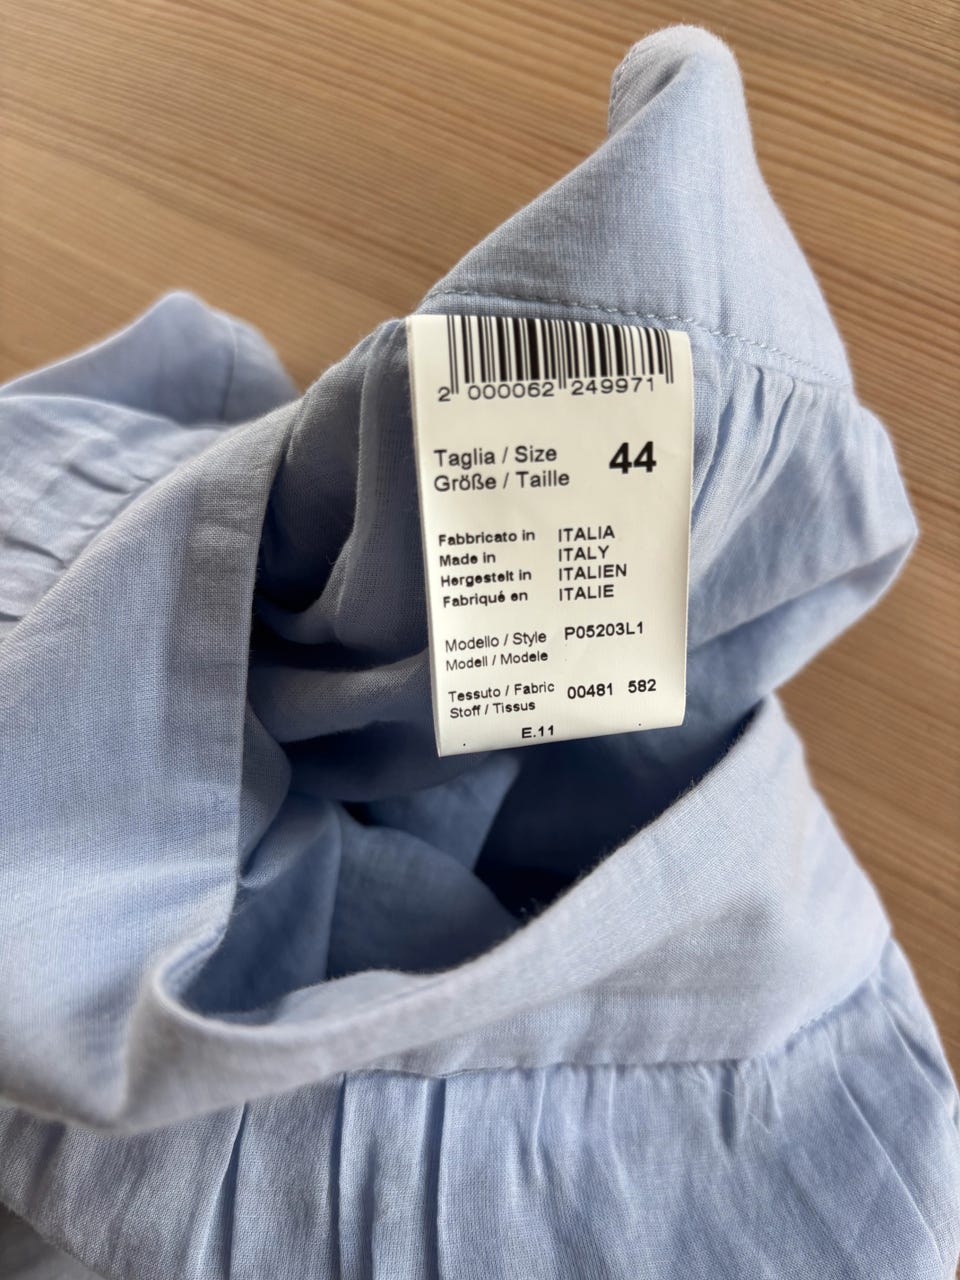 2 000062 249971
Taglia / Size 44
Größe / Taille
Fabbricato in ITALIA
Made in ITALY
Hergestelt in ITALIEN
Fabriqué en ITALIE
Modello / Style P05203L1
Modell / Modele
Tessuto / Fabric 00481 582
Stoff / Tissus
E.11